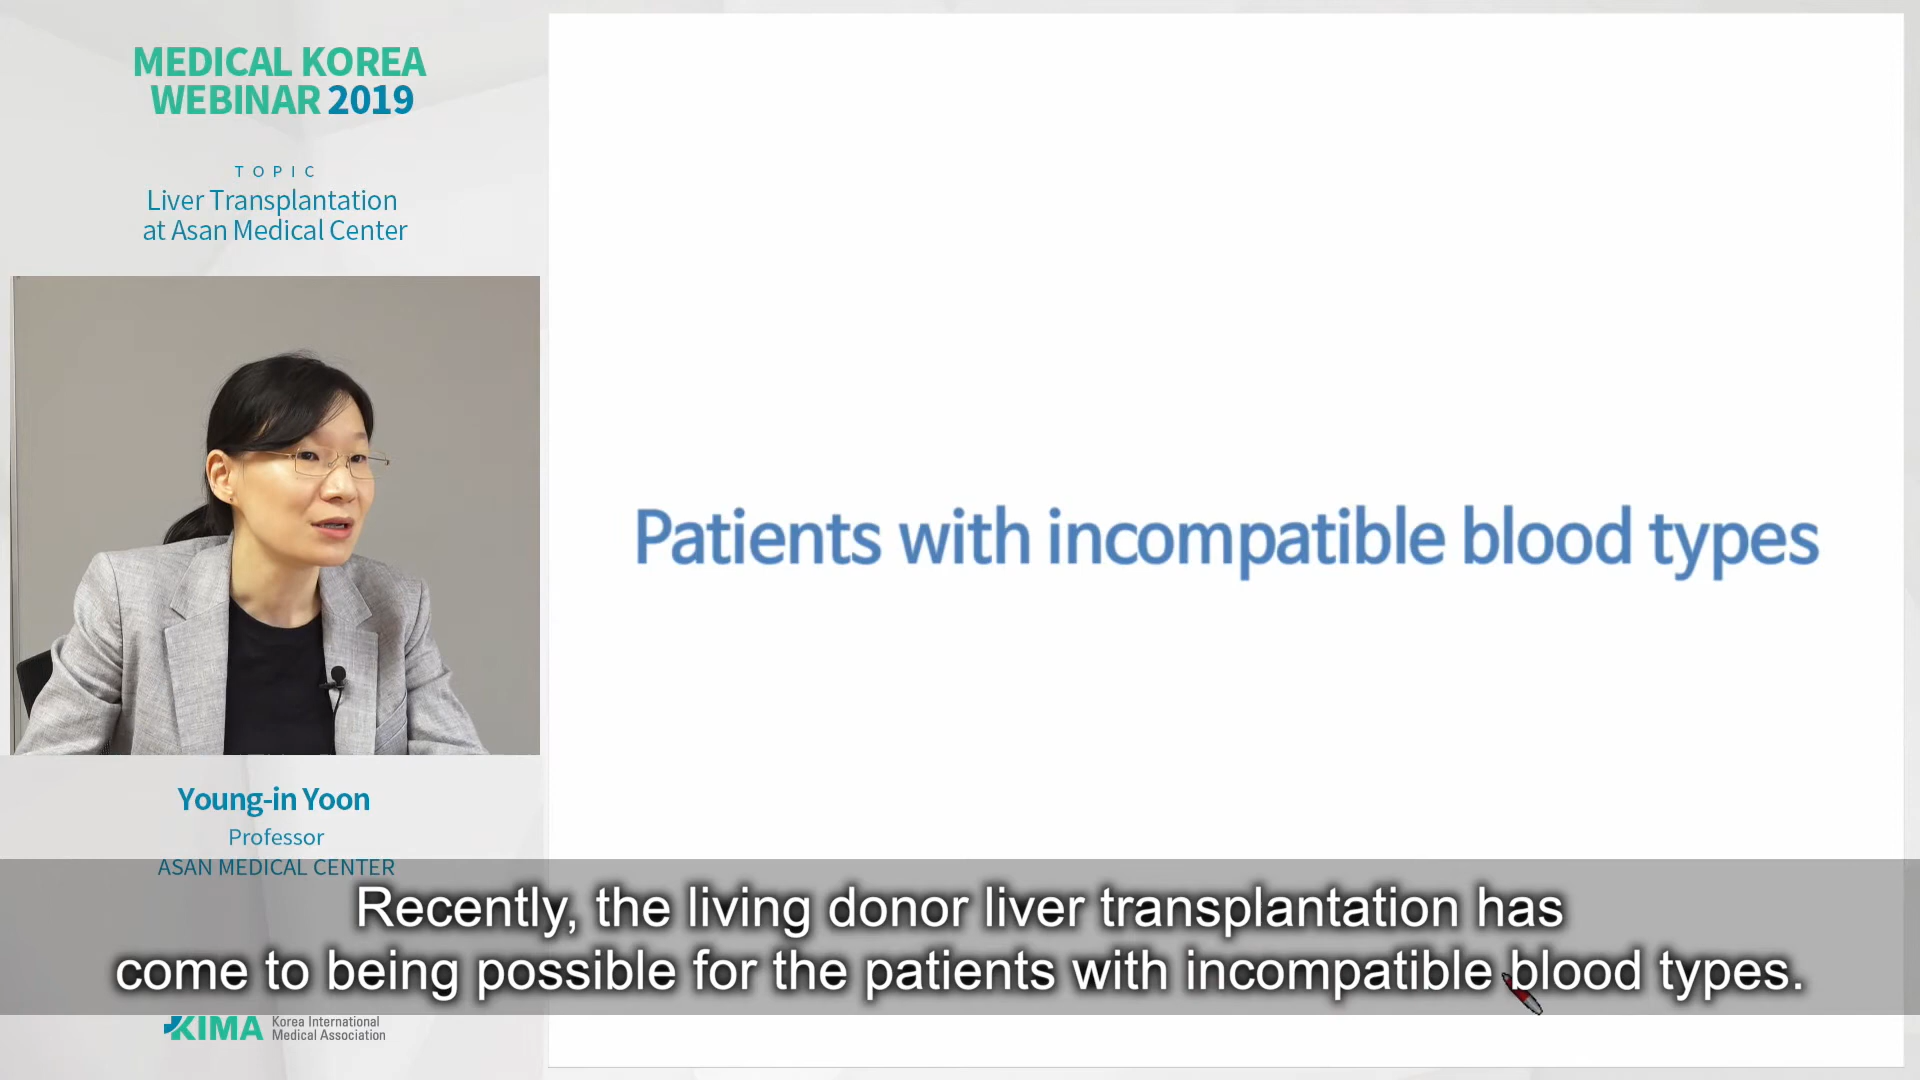 MEDICAL KOREA
WEBINAR 2019
TOPIC
Liver Transplantation
at Asan Medical Center
Patients with incompatible blood types
Young-in Yoon
Professor
ASAN MEDICAL CENTER
Recently, the living donor liver transplantation has
come to being possible for the patients with incompatible blood types.
KIMA Korea International
Medical Association